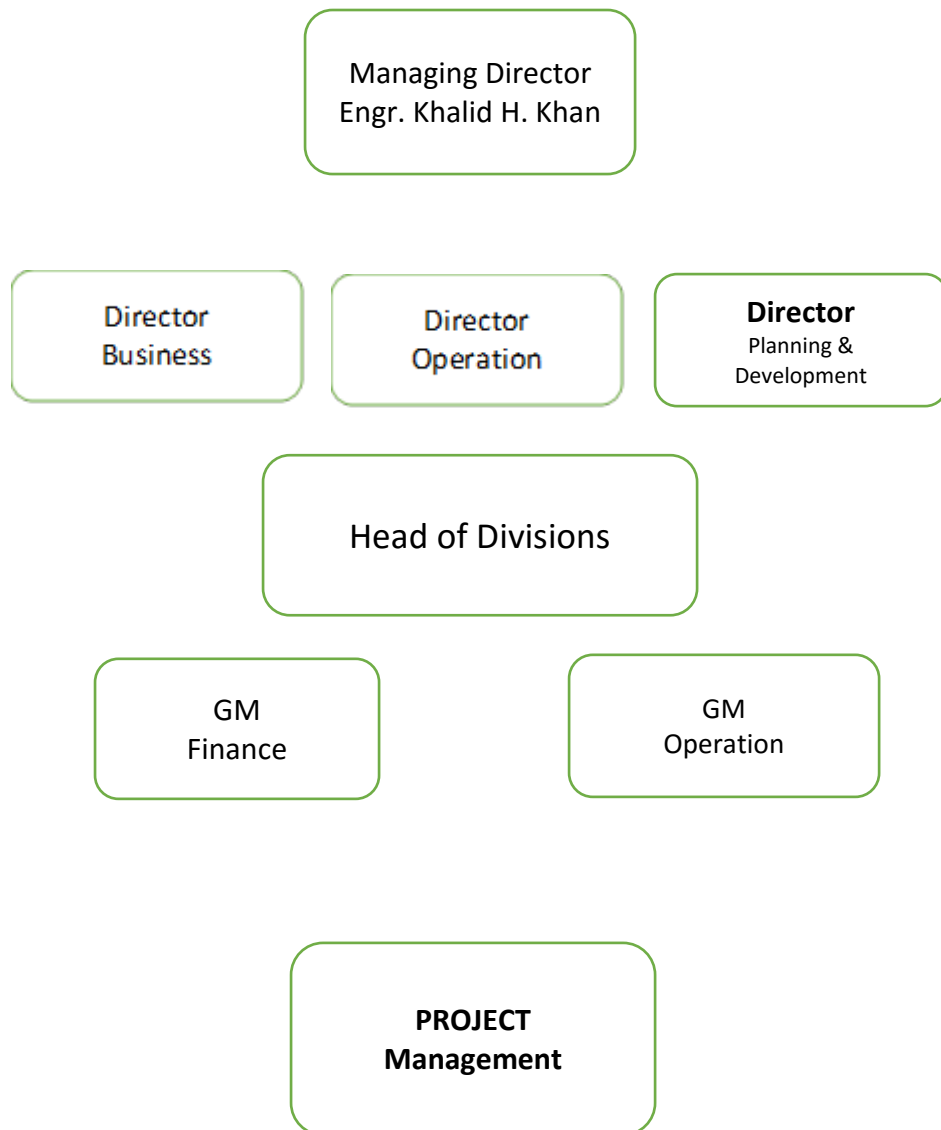 Managing Director
Engr. Khalid H. Khan
Director
Business
Director
Operation
Director
Planning &
Development
Head of Divisions
GM
Finance
GM
Operation
PROJECT
Management